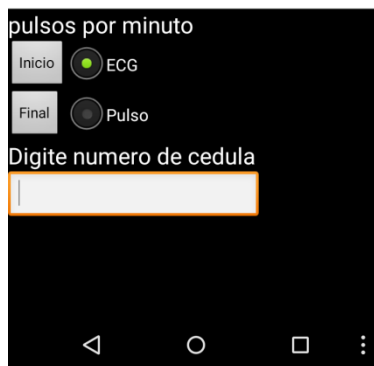 pulsos por minuto
Inicio ECG
Final Pulso
Digite numero de cedula